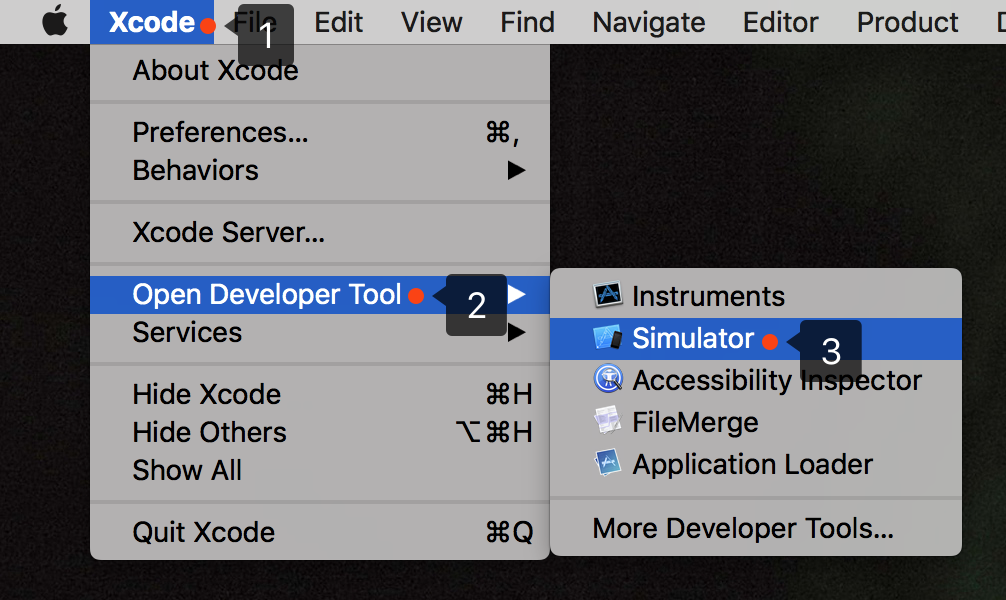 Xcode File Edit View Find Navigate Editor Product
1
About Xcode
Preferences... ⌘,
Behaviors ▶
Xcode Server...
Open Developer Tool 2 ▶
Services ▶
Hide Xcode ⌘H
Hide Others ⌥⌘H
Show All
Quit Xcode ⌘Q
Instruments
Simulator 3
Accessibility Inspector
FileMerge
Application Loader
More Developer Tools...